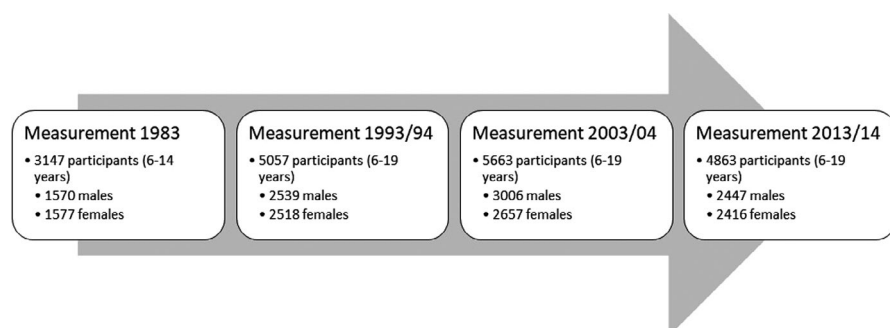 Measurement 1983
• 3147 participants (6-14
years)
• 1570 males
• 1577 females
Measurement 1993/94
• 5057 participants (6-19
years)
• 2539 males
• 2518 females
Measurement 2003/04
• 5663 participants (6-19
years)
• 3006 males
• 2657 females
Measurement 2013/14
• 4863 participants (6-19
years)
• 2447 males
• 2416 females